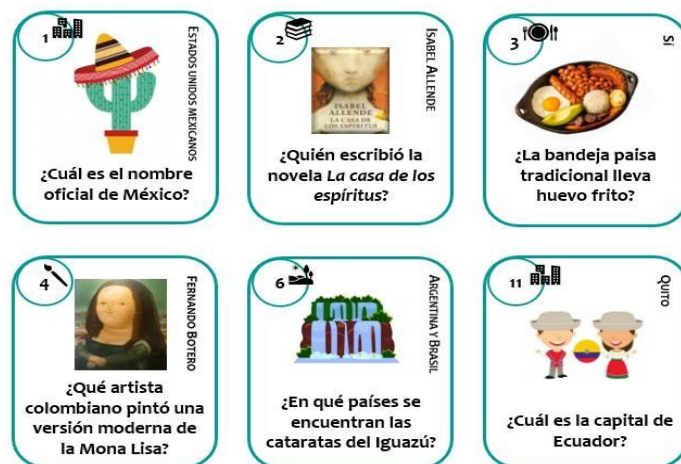 1
ESTADOS UNIDOS MEXICANOS
¿Cuál es el nombre
oficial de México?
2
ISABEL ALLENDE
ISABEL
ALLENDE
LA CASA DE
LOS ESPÍRITUS
¿Quién escribió la
novela La casa de los
espíritus?
3
SÍ
¿La bandeja paisa
tradicional lleva
huevo frito?
4
FERNANDO BOTERO
¿Qué artista
colombiano pintó una
versión moderna de
la Mona Lisa?
6
ARGENTINA Y BRASIL
¿En qué países se
encuentran las
cataratas del Iguazú?
11
QUITO
¿Cuál es la capital de
Ecuador?